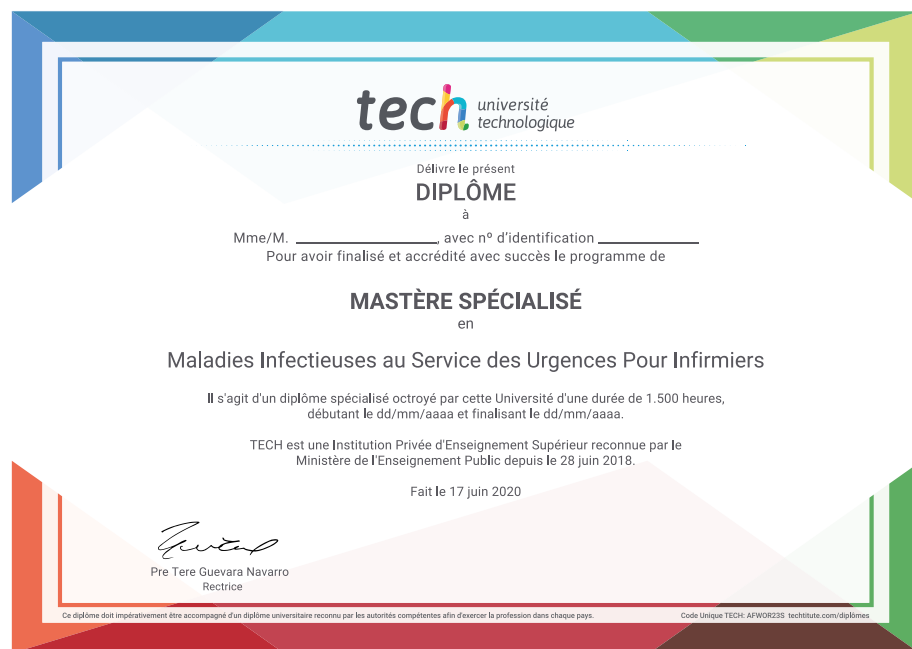 tech université
technologique
Délivre le présent
DIPLÔME
à
Mme/M. ____________, avec nº d'identification ____________
Pour avoir finalisé et accrédité avec succès le programme de
MASTÈRE SPÉCIALISÉ
en
Maladies Infectieuses au Service des Urgences Pour Infirmiers
Il s'agit d'un diplôme spécialisé octroyé par cette Université d'une durée de 1.500 heures,
débutant le dd/mm/aaaa et finalisant le dd/mm/aaaa.
TECH est une Institution Privée d'Enseignement Supérieur reconnue par le
Ministère de l'Enseignement Public depuis le 28 juin 2018.
Fait le 17 juin 2020
Pre Tere Guevara Navarro
Rectrice
Ce diplôme doit impérativement être accompagné d'un diplôme universitaire reconnu par les autorités compétentes afin d'exercer la profession dans chaque pays. Code Unique TECH: AFWOR23S techtitute.com/diplômes